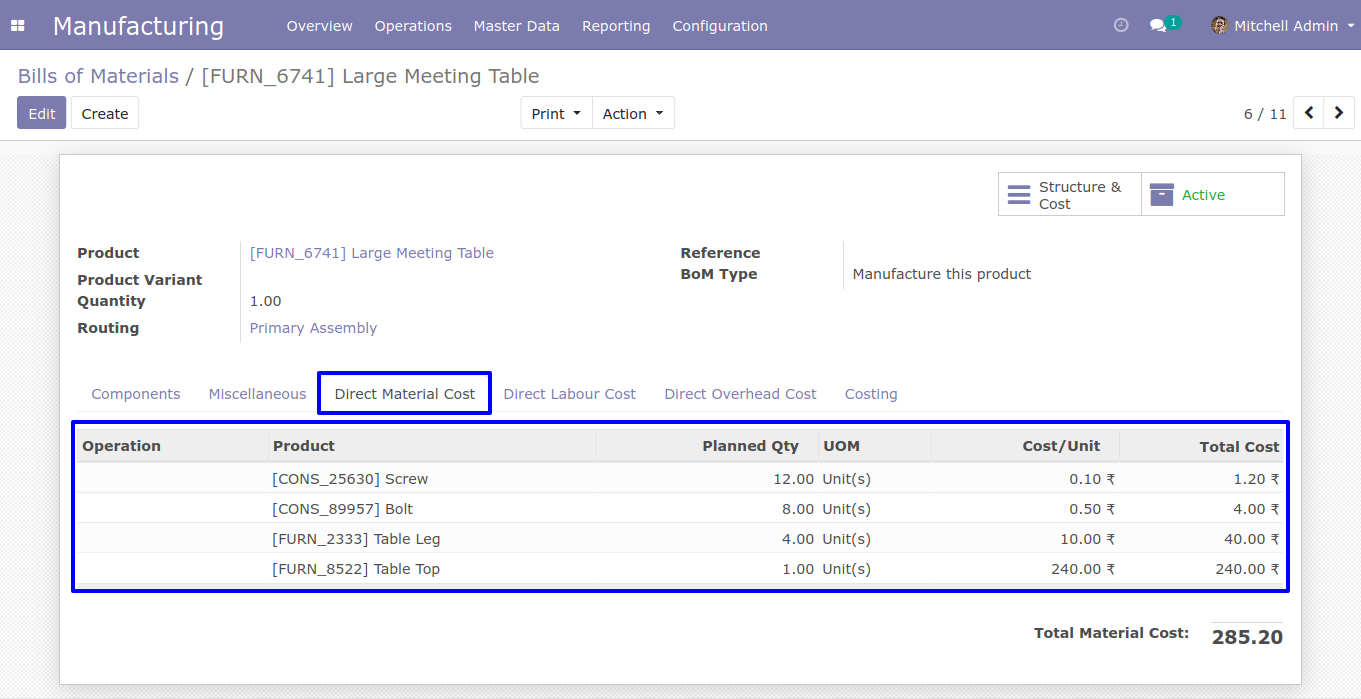 Manufacturing Overview Operations Master Data Reporting Configuration 1 Mitchell Admin
Bills of Materials / [FURN_6741] Large Meeting Table
Edit Create Print Action 6 / 11
Structure & Cost
Active
Product [FURN_6741] Large Meeting Table
Product Variant
Quantity 1.00
Routing Primary Assembly
Reference
BoM Type Manufacture this product
Components Miscellaneous Direct Material Cost Direct Labour Cost Direct Overhead Cost Costing
Operation Product Planned Qty UOM Cost/Unit Total Cost
[CONS_25630] Screw 12.00 Unit(s) 0.10 ₹ 1.20 ₹
[CONS_89957] Bolt 8.00 Unit(s) 0.50 ₹ 4.00 ₹
[FURN_2333] Table Leg 4.00 Unit(s) 10.00 ₹ 40.00 ₹
[FURN_8522] Table Top 1.00 Unit(s) 240.00 ₹ 240.00 ₹
Total Material Cost: 285.20